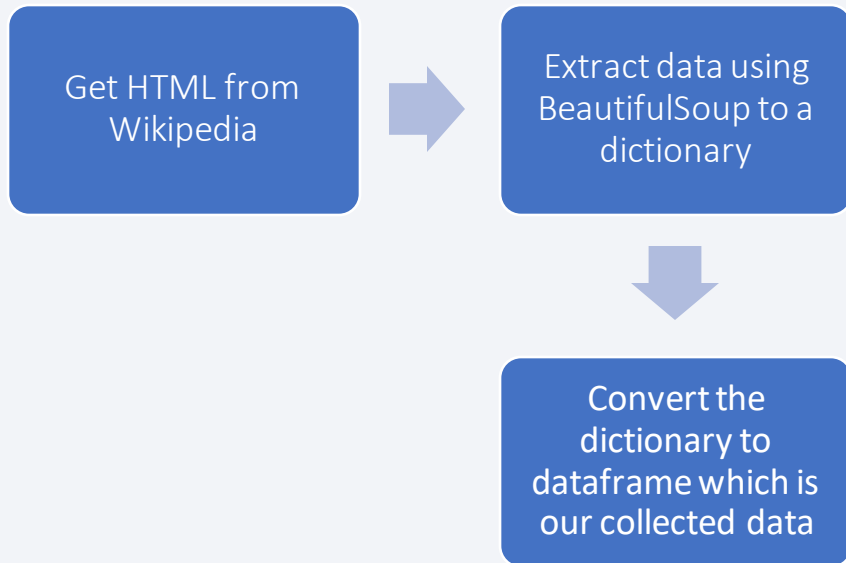 Get HTML from
Wikipedia
Extract data using
BeautifulSoup to a
dictionary
Convert the
dictionary to
dataframe which is
our collected data